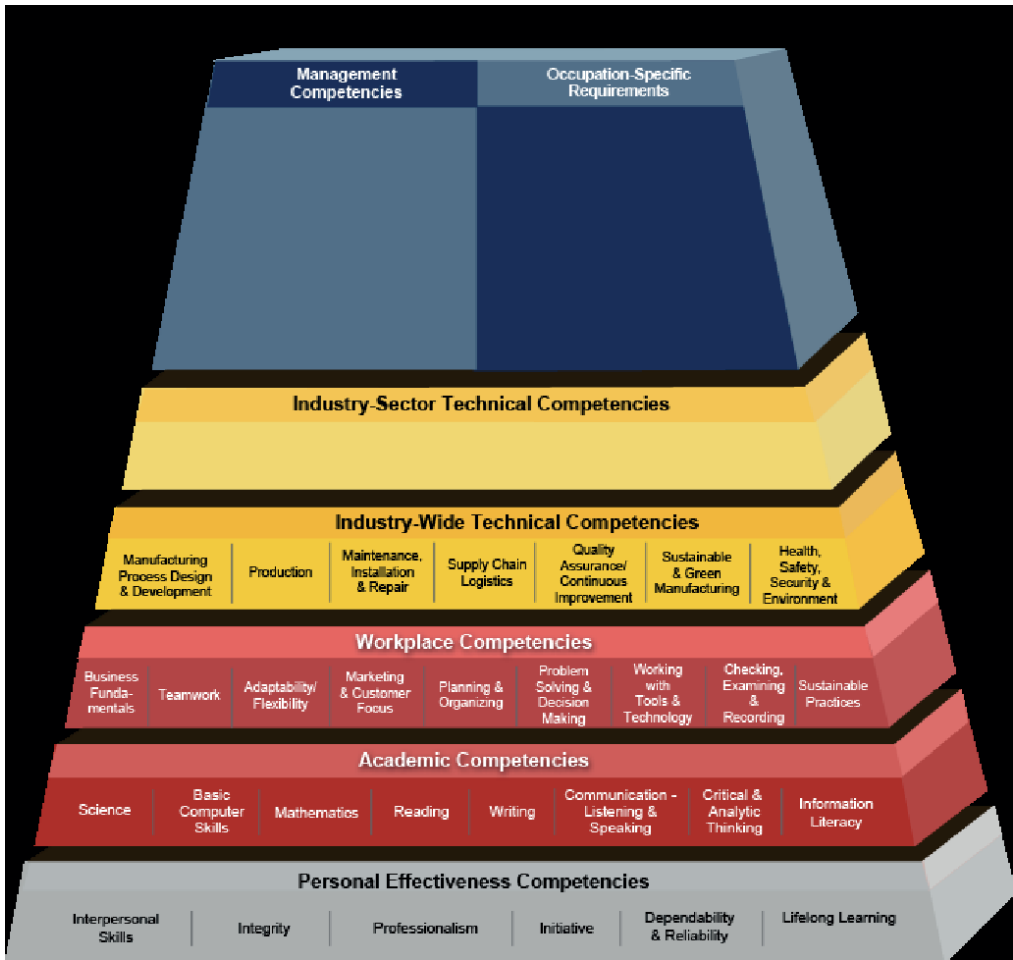 Management
Competencies
Occupation-Specific
Requirements
Industry-Sector Technical Competencies
Industry-Wide Technical Competencies
Manufacturing
Process Design
& Development
Production
Maintenance,
Installation
& Repair
Supply Chain
Logistics
Quality
Assurance/
Continuous
Improvement
Sustainable
& Green
Manufacturing
Health,
Safety,
Security &
Environment
Workplace Competencies
Business
Funda-
mentals
Teamwork
Adaptability/
Flexibility
Marketing
& Customer
Focus
Planning &
Organizing
Problem
Solving &
Decision
Making
Working
with
Tools &
Technology
Checking,
Examining
&
Recording
Sustainable
Practices
Academic Competencies
Science
Basic
Computer
Skills
Mathematics
Reading
Writing
Communication -
Listening &
Speaking
Critical &
Analytic
Thinking
Information
Literacy
Personal Effectiveness Competencies
Interpersonal
Skills
Integrity
Professionalism
Initiative
Dependability
& Reliability
Lifelong Learning